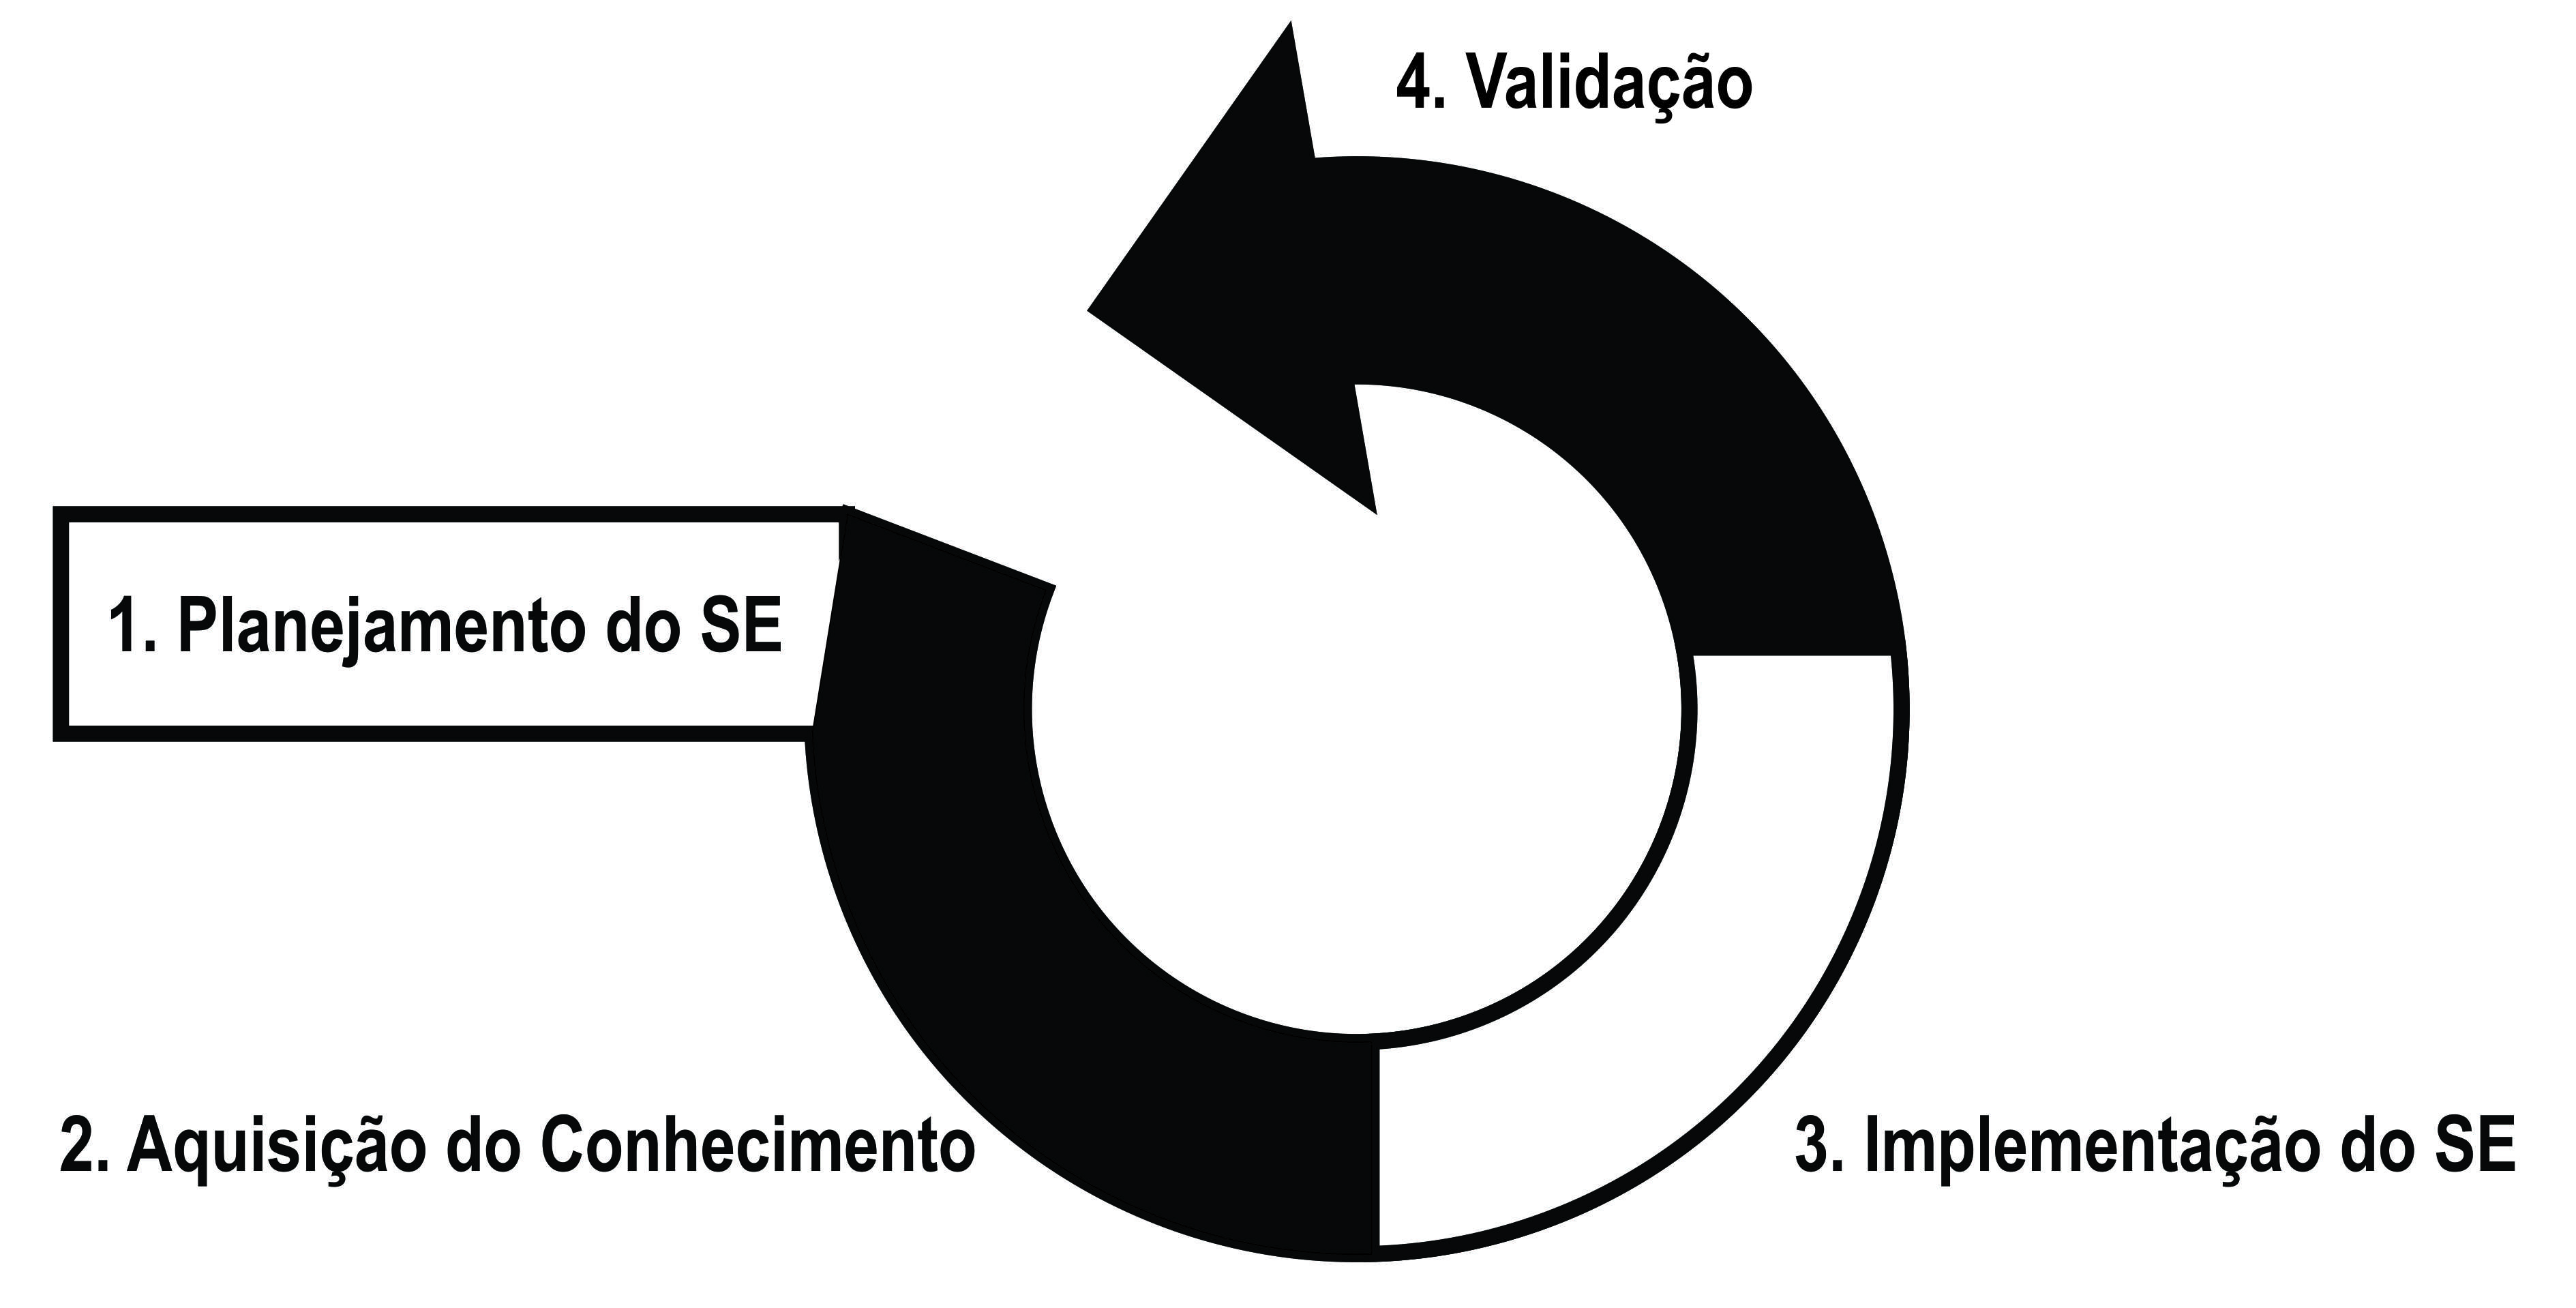 4. Validação
1. Planejamento do SE
2. Aquisição do Conhecimento
3. Implementação do SE